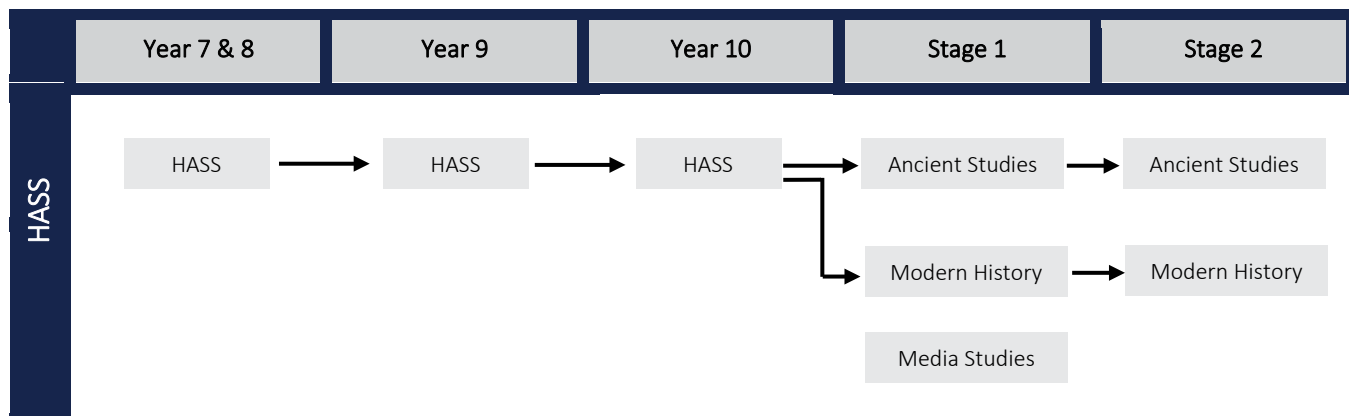 Year 7 & 8
Year 9
Year 10
Stage 1
Stage 2
HASS
HASS
HASS
HASS
Ancient Studies
Ancient Studies
Modern History
Modern History
Media Studies